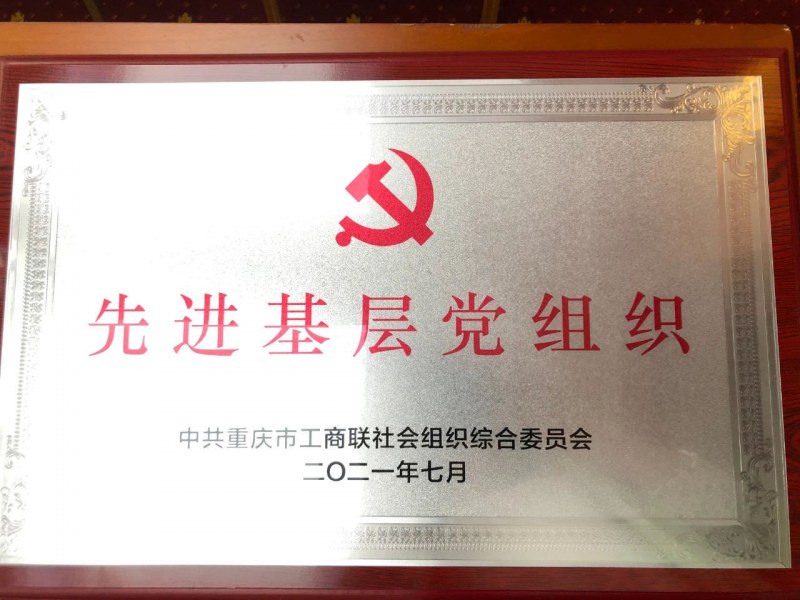 先进基层党组织
中共重庆市工商联社会组织综合委员会
二〇二一年七月